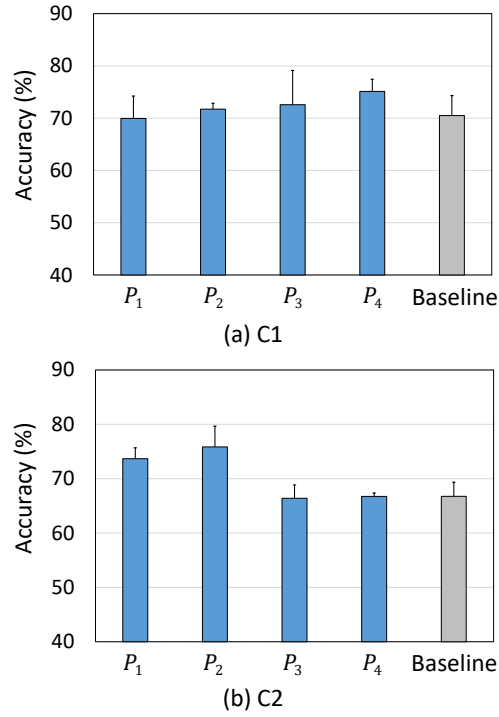 90
80
70
60
50
40
Accuracy (%)
P₁ P₂ P₃ P₄ Baseline
(a) C1
90
80
70
60
50
40
Accuracy (%)
P₁ P₂ P₃ P₄ Baseline
(b) C2